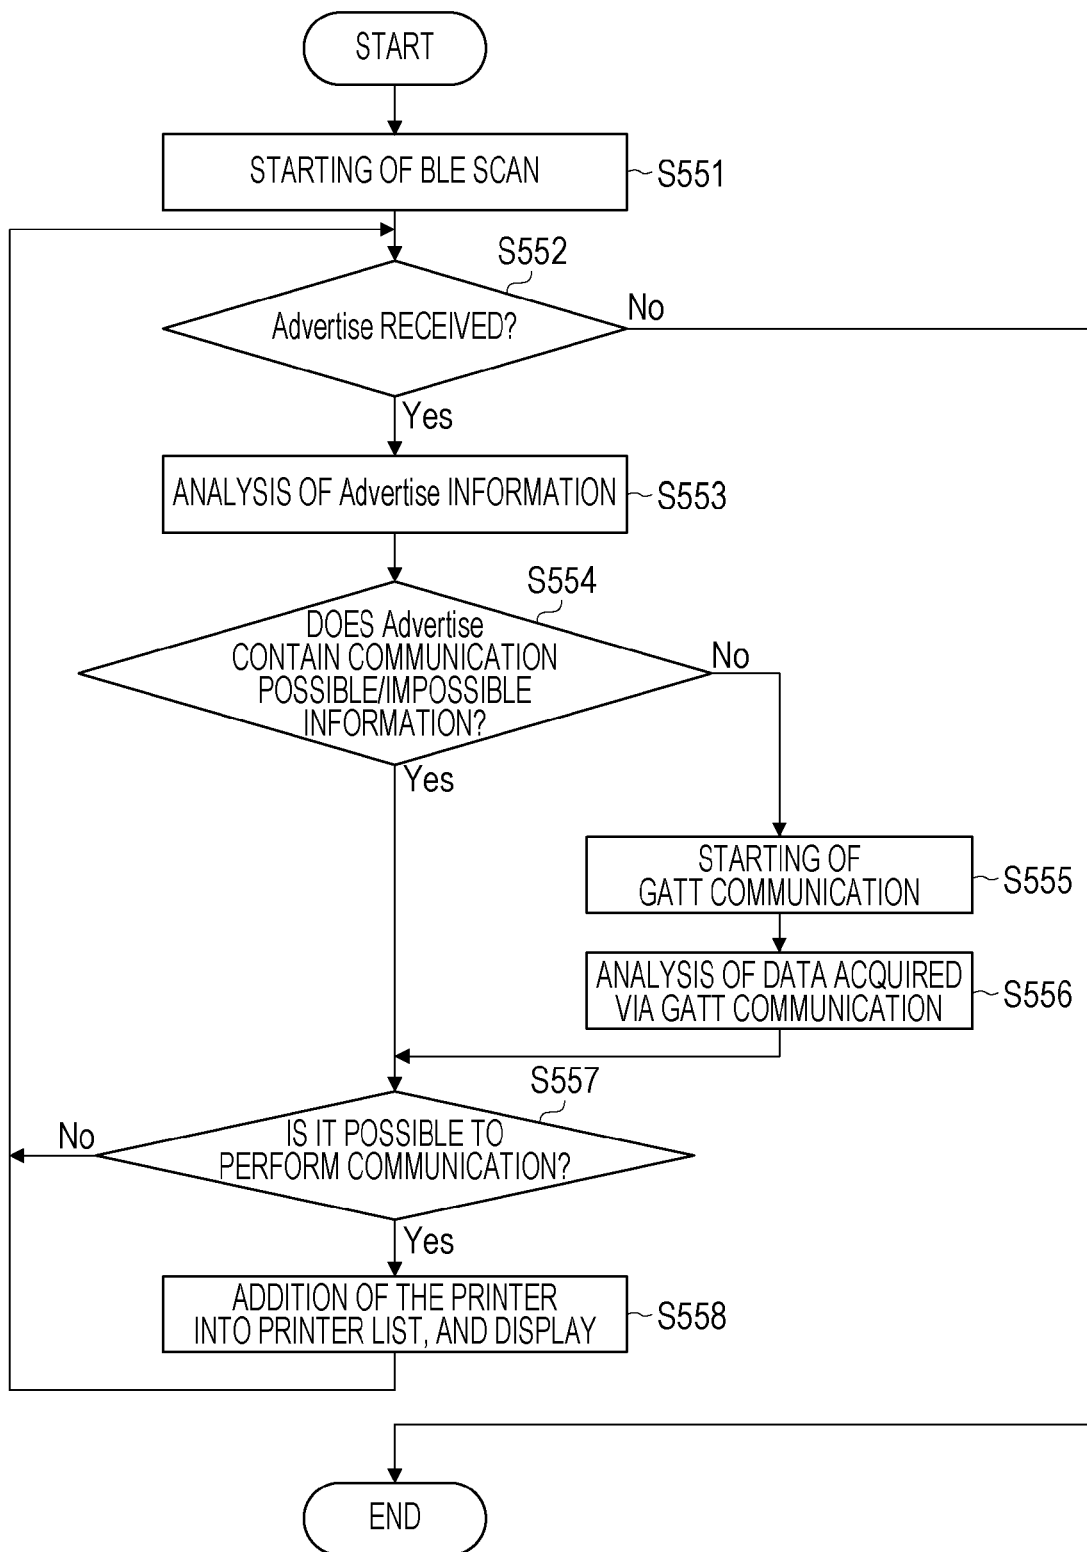 START
STARTING OF BLE SCAN
S551
S552
Advertise RECEIVED?
No
Yes
ANALYSIS OF Advertise INFORMATION
S553
S554
DOES Advertise
CONTAIN COMMUNICATION
POSSIBLE/IMPOSSIBLE
INFORMATION?
No
Yes
STARTING OF
GATT COMMUNICATION
S555
ANALYSIS OF DATA ACQUIRED
VIA GATT COMMUNICATION
S556
S557
IS IT POSSIBLE TO
PERFORM COMMUNICATION?
No
Yes
ADDITION OF THE PRINTER
INTO PRINTER LIST, AND DISPLAY
S558
END